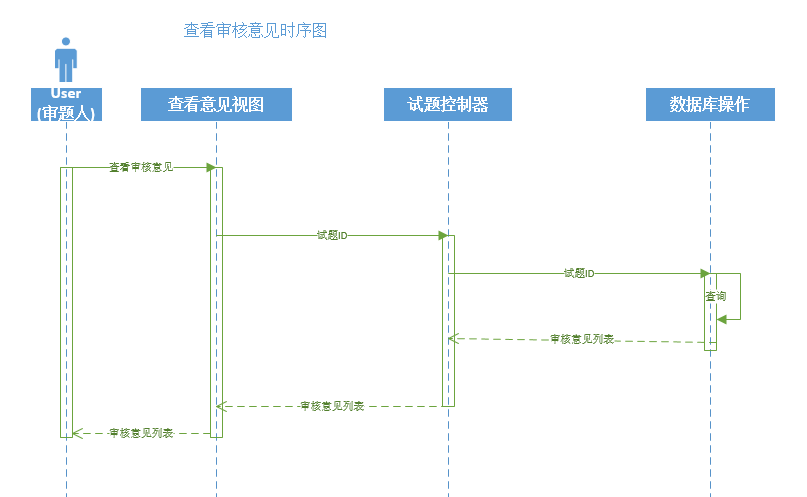 查看审核意见时序图
User
(审题人)
查看意见视图
试题控制器
数据库操作
查看审核意见
试题ID
试题ID
查询
审核意见列表
审核意见列表
审核意见列表